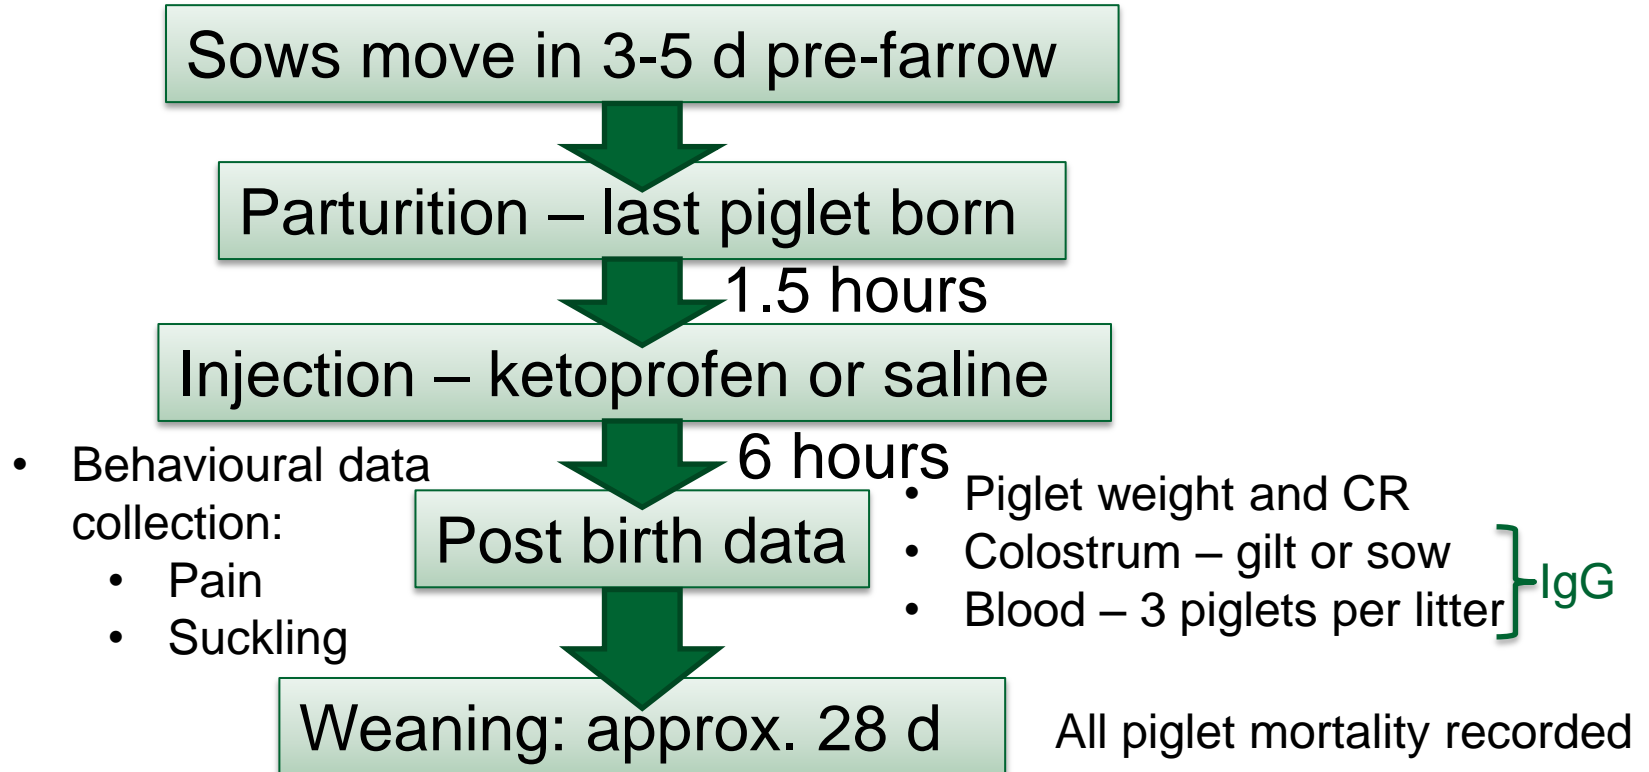 Sows move in 3-5 d pre-farrow
Parturition – last piglet born
1.5 hours
Injection – ketoprofen or saline
6 hours
• Behavioural data
collection:
• Pain
• Suckling
Post birth data
• Piglet weight and CR
• Colostrum – gilt or sow
• Blood – 3 piglets per litter
IgG
Weaning: approx. 28 d
All piglet mortality recorded